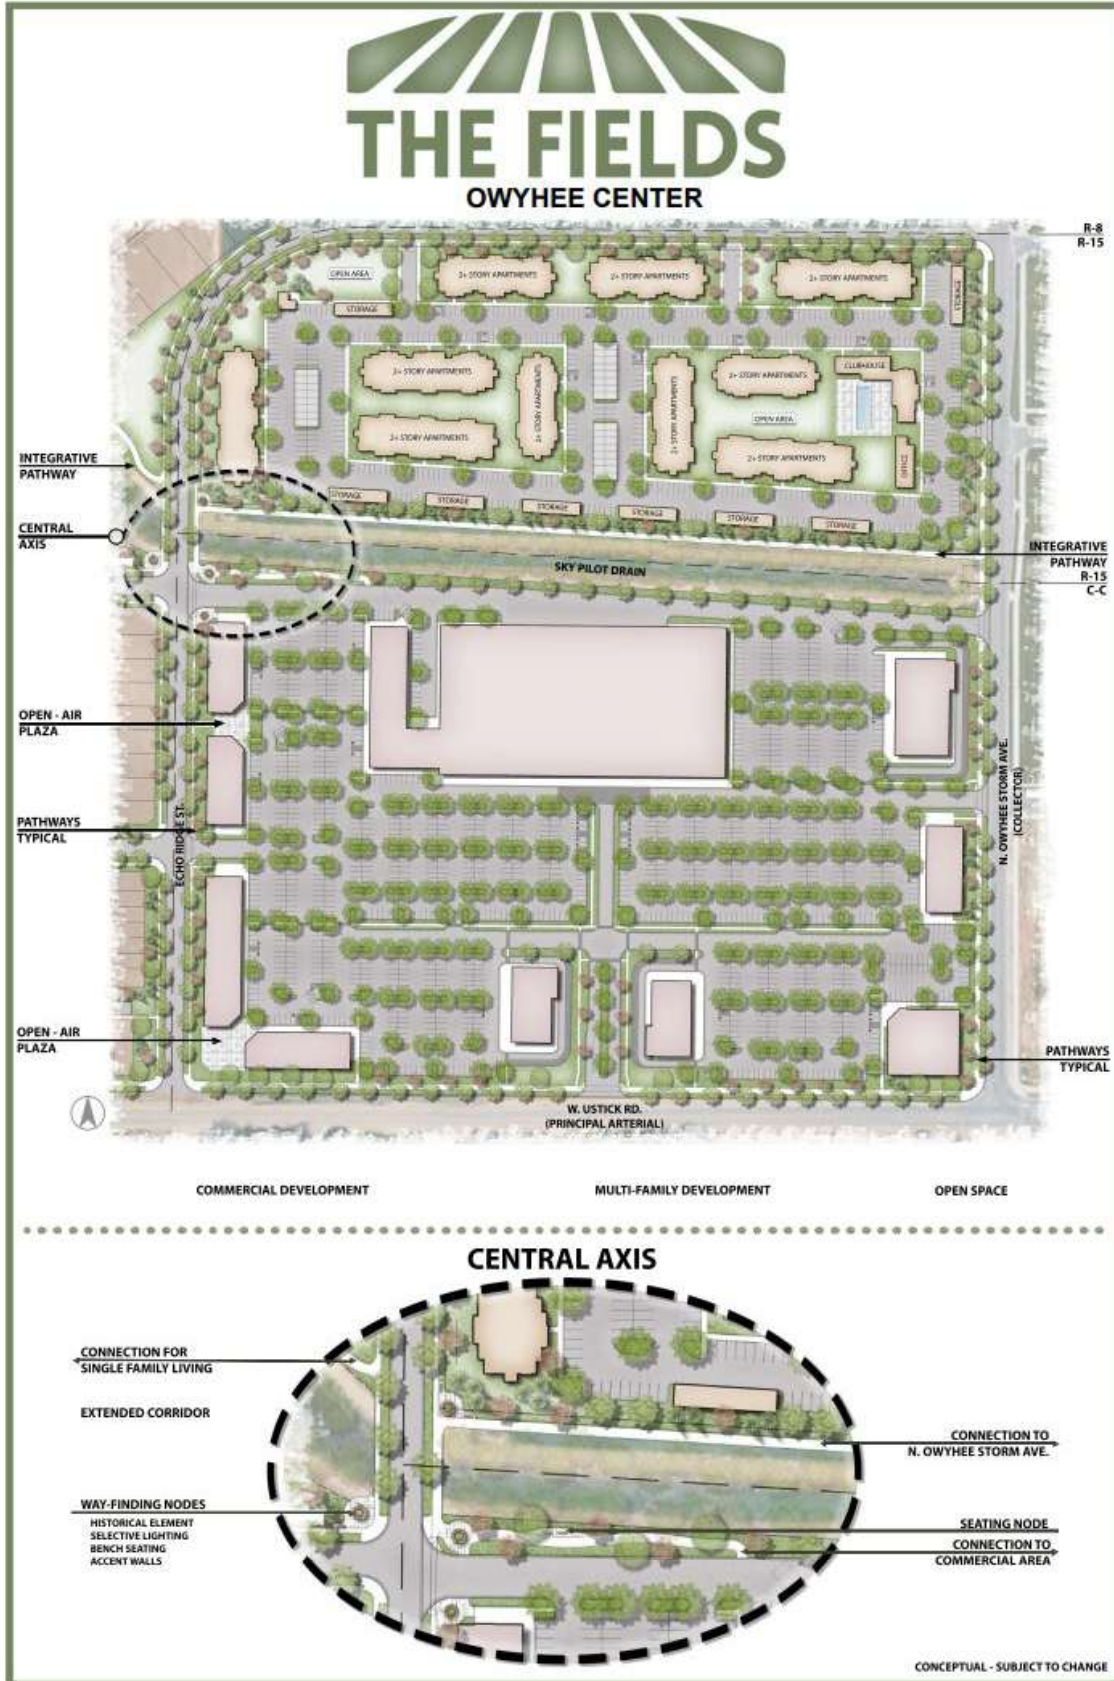 THE FIELDS
OWYHEE CENTER
R-8
R-15
OPEN AREA
2+ STORY APARTMENTS
2+ STORY APARTMENTS
2+ STORY APARTMENTS
STORAGE
STORAGE
2+ STORY APARTMENTS
2+ STORY APARTMENTS
2+ STORY APARTMENTS
2+ STORY APARTMENTS
2+ STORY APARTMENTS
CLUBHOUSE
OPEN AREA
2+ STORY APARTMENTS
INTEGRATIVE
PATHWAY
STORAGE
STORAGE
STORAGE
STORAGE
STORAGE
STORAGE
CENTRAL
AXIS
SKY PILOT DRAIN
INTEGRATIVE
PATHWAY
R-15
C-C
OPEN - AIR
PLAZA
N. OWYHEE STORM AVE.
(COLLECTOR)
PATHWAYS
TYPICAL
ECHO RIDGE ST.
OPEN - AIR
PLAZA
PATHWAYS
TYPICAL
W. USTICK RD.
(PRINCIPAL ARTERIAL)
COMMERCIAL DEVELOPMENT
MULTI-FAMILY DEVELOPMENT
OPEN SPACE
CENTRAL AXIS
CONNECTION FOR
SINGLE FAMILY LIVING
EXTENDED CORRIDOR
CONNECTION TO
N. OWYHEE STORM AVE.
WAY-FINDING NODES
HISTORICAL ELEMENT
SELECTIVE LIGHTING
BENCH SEATING
ACCENT WALLS
SEATING NODE
CONNECTION TO
COMMERCIAL AREA
CONCEPTUAL - SUBJECT TO CHANGE